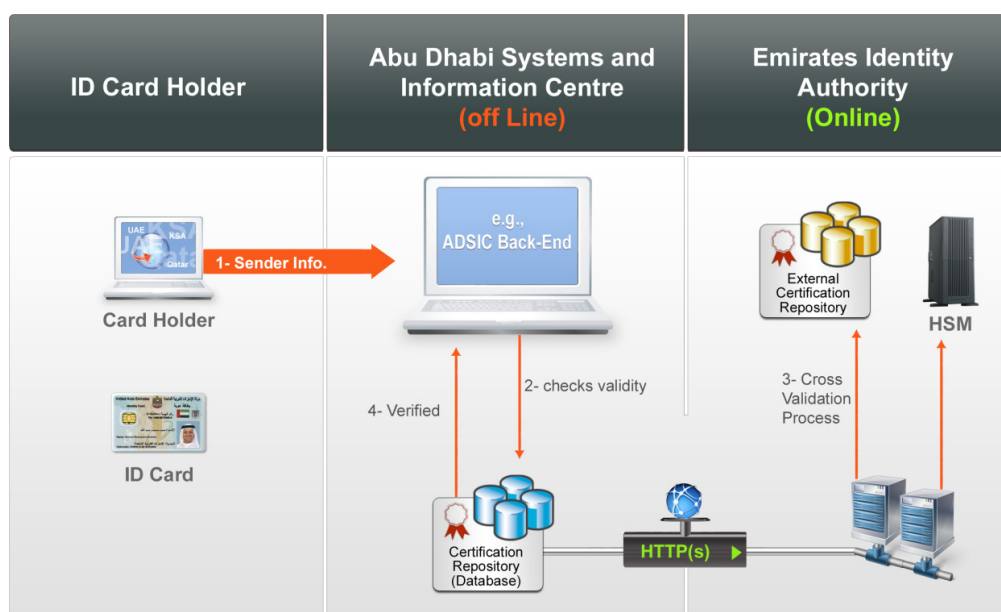 ID Card Holder
Abu Dhabi Systems and
Information Centre
(off Line)
Emirates Identity
Authority
(Online)
UAE
KSA
Qatar
1- Sender Info.
Card Holder
ID Card
e.g.,
ADSIC Back-End
2- checks validity
4- Verified
Certification
Repository
(Database)
HTTP(s)
External
Certification
Repository
HSM
3- Cross
Validation
Process